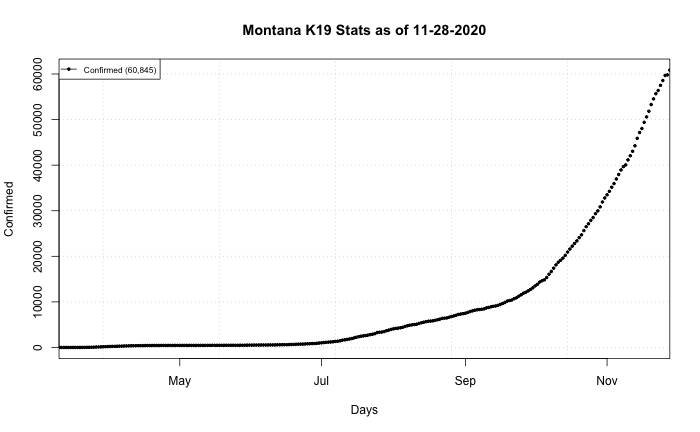 Montana K19 Stats as of 11-28-2020
Confirmed (60,845)
60000
50000
40000
30000
20000
10000
0
Confirmed
May Jul Sep Nov
Days